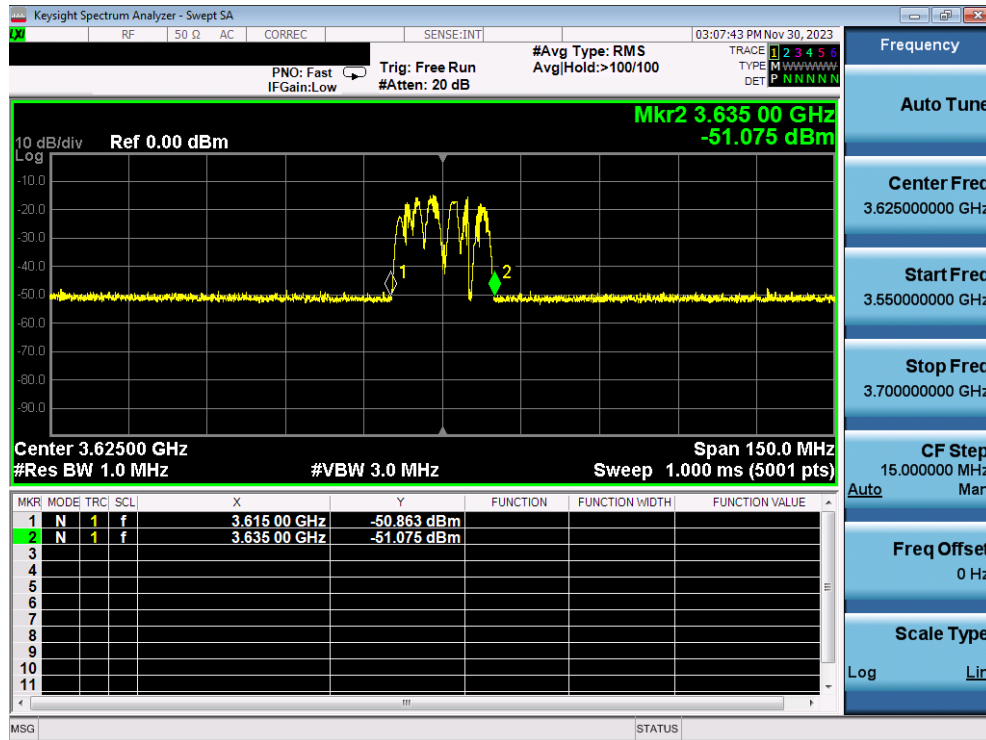 Keysight Spectrum Analyzer - Swept SA
LXI RF 50 Ω AC CORREC SENSE:INT 03:07:43 PM Nov 30, 2023
#Avg Type: RMS TRACE 1 2 3 4 5 6
PNO: Fast Trig: Free Run Avg|Hold:>100/100 TYPE M W W W W W
IFGain:Low #Atten: 20 dB DET P N N N N N
Mkr2 3.635 00 GHz
10 dB/div Ref 0.00 dBm -51.075 dBm
Log
-10.0
-20.0
-30.0
-40.0
1 2
-50.0
-60.0
-70.0
-80.0
-90.0
Center 3.62500 GHz Span 150.0 MHz
#Res BW 1.0 MHz #VBW 3.0 MHz Sweep 1.000 ms (5001 pts)
MKR MODE TRC SCL X Y FUNCTION FUNCTION WIDTH FUNCTION VALUE
1 N 1 f 3.615 00 GHz -50.863 dBm
2 N 1 f 3.635 00 GHz -51.075 dBm
3
4
5
6
7
8
9
10
11
MSG STATUS
Frequency
Auto Tune
Center Freq
3.625000000 GHz
Start Freq
3.550000000 GHz
Stop Freq
3.700000000 GHz
CF Step
15.000000 MHz
Auto Man
Freq Offset
0 Hz
Scale Type
Log Lin